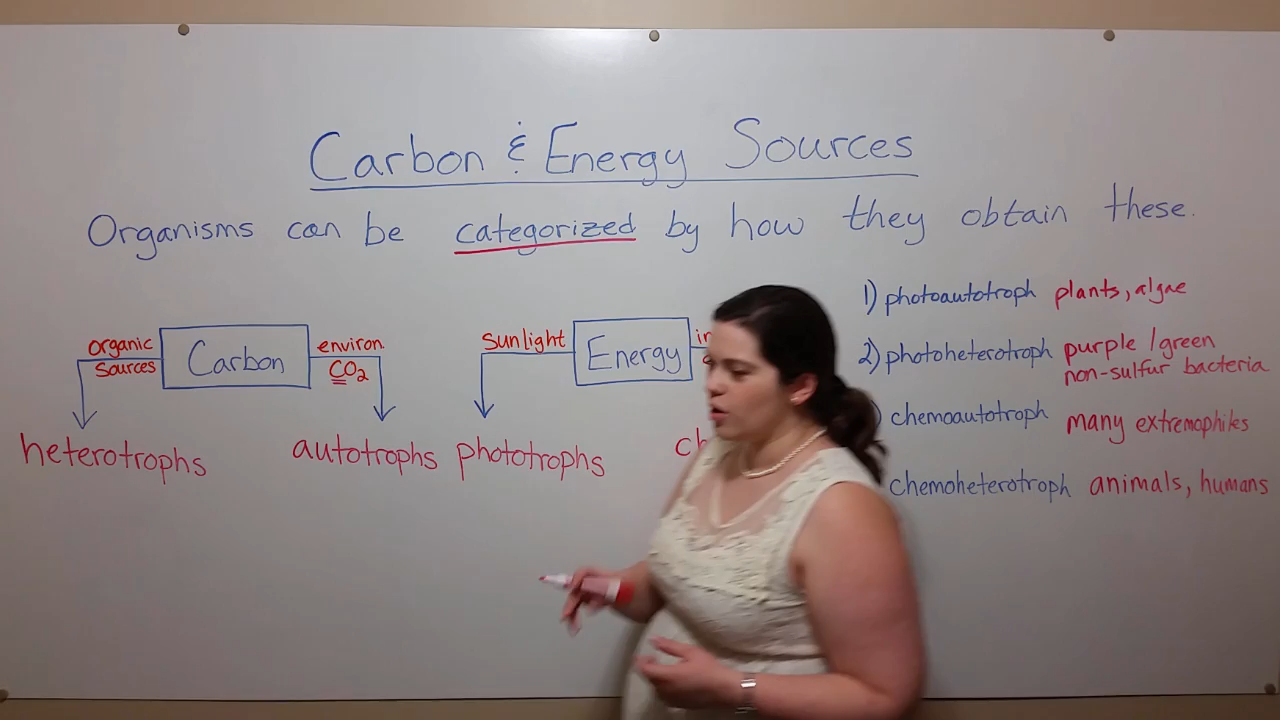 Carbon & Energy Sources
Organisms can be categorized by how they obtain these.
organic
sources
Carbon
environ
CO2
heterotrophs
autotrophs
Sunlight
Energy
phototrophs
1) photoautotroph plants, algae
2) photoheterotroph purple / green
non-sulfur bacteria
) chemoautotroph many extremophiles
chemoheterotroph animals, humans